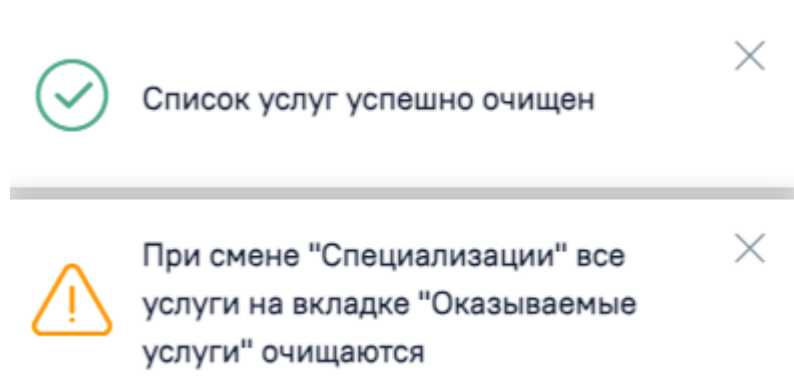 Список услуг успешно очищен
При смене "Специализации" все
услуги на вкладке "Оказываемые
услуги" очищаются